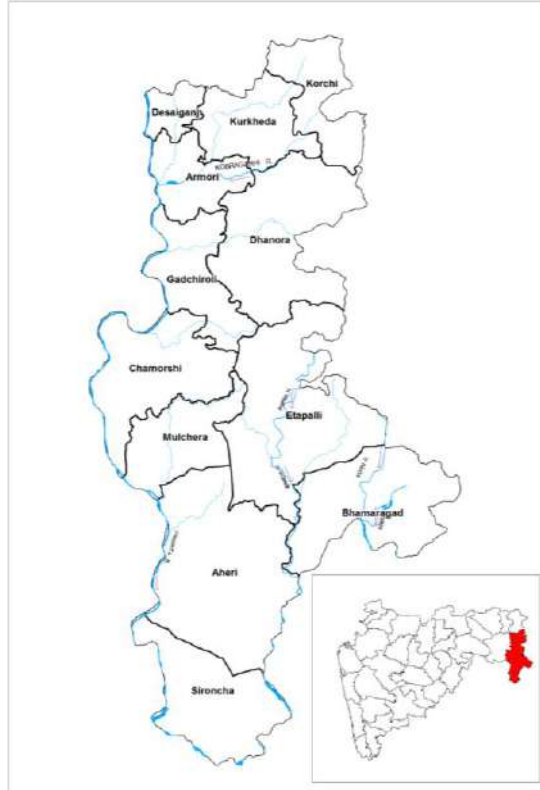 Korchi
Desaiganj
Kurkheda
Armori
Dhanora
Gadchiroli
Chamorshi
Etapalli
Mulchera
Bhamaragad
Aheri
Sironcha